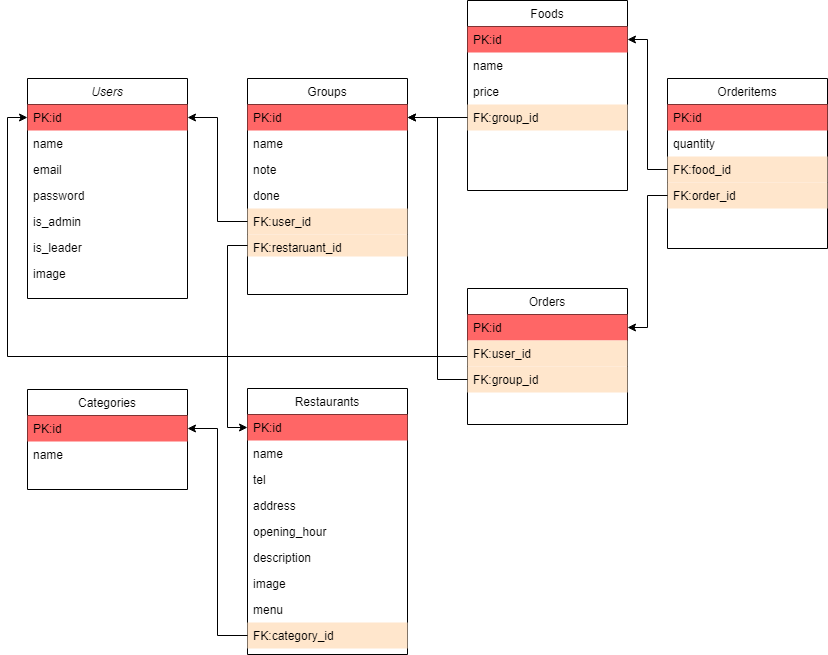 Users
PK:id
name
email
password
is_admin
is_leader
image
Groups
PK:id
name
note
done
FK:user_id
FK:restaruant_id
Foods
PK:id
name
price
FK:group_id
Orderitems
PK:id
quantity
FK:food_id
FK:order_id
Orders
PK:id
FK:user_id
FK:group_id
Categories
PK:id
name
Restaurants
PK:id
name
tel
address
opening_hour
description
image
menu
FK:category_id